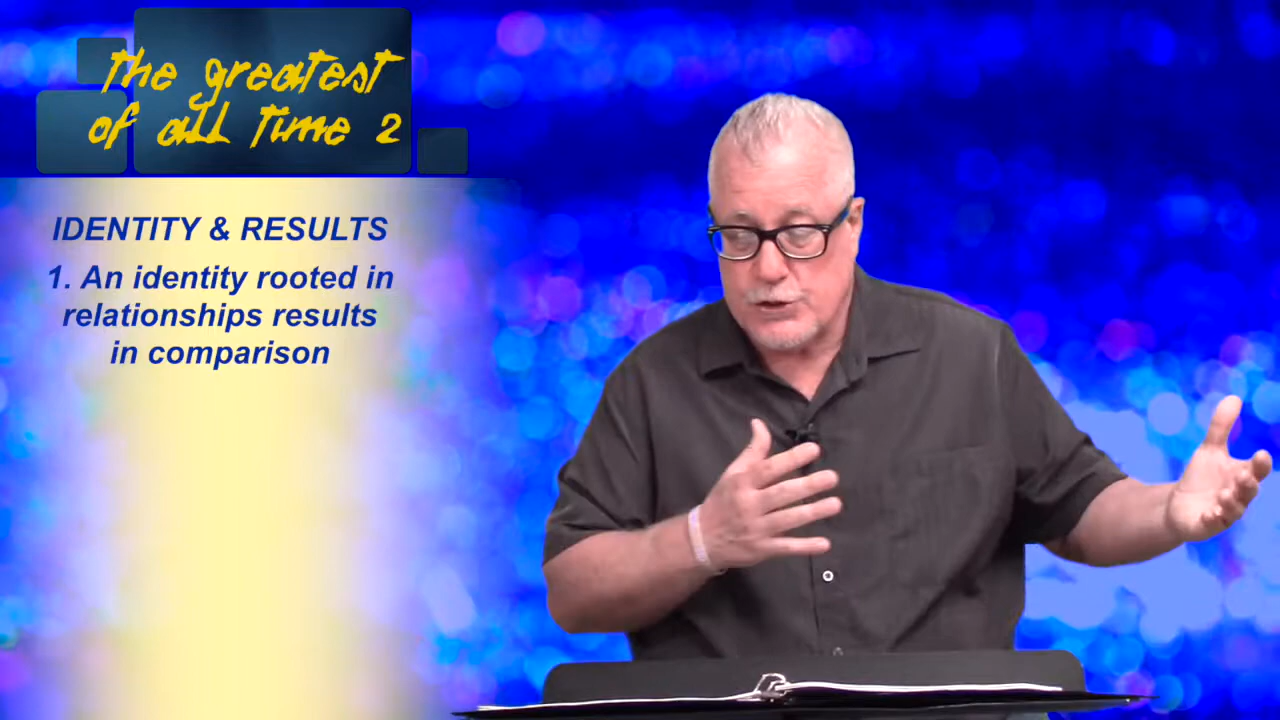 the greatest
of all time 2
IDENTITY & RESULTS
1. An identity rooted in
relationships results
in comparison